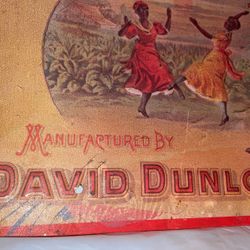 MANUFACTURED BY
DAVID DUNLO